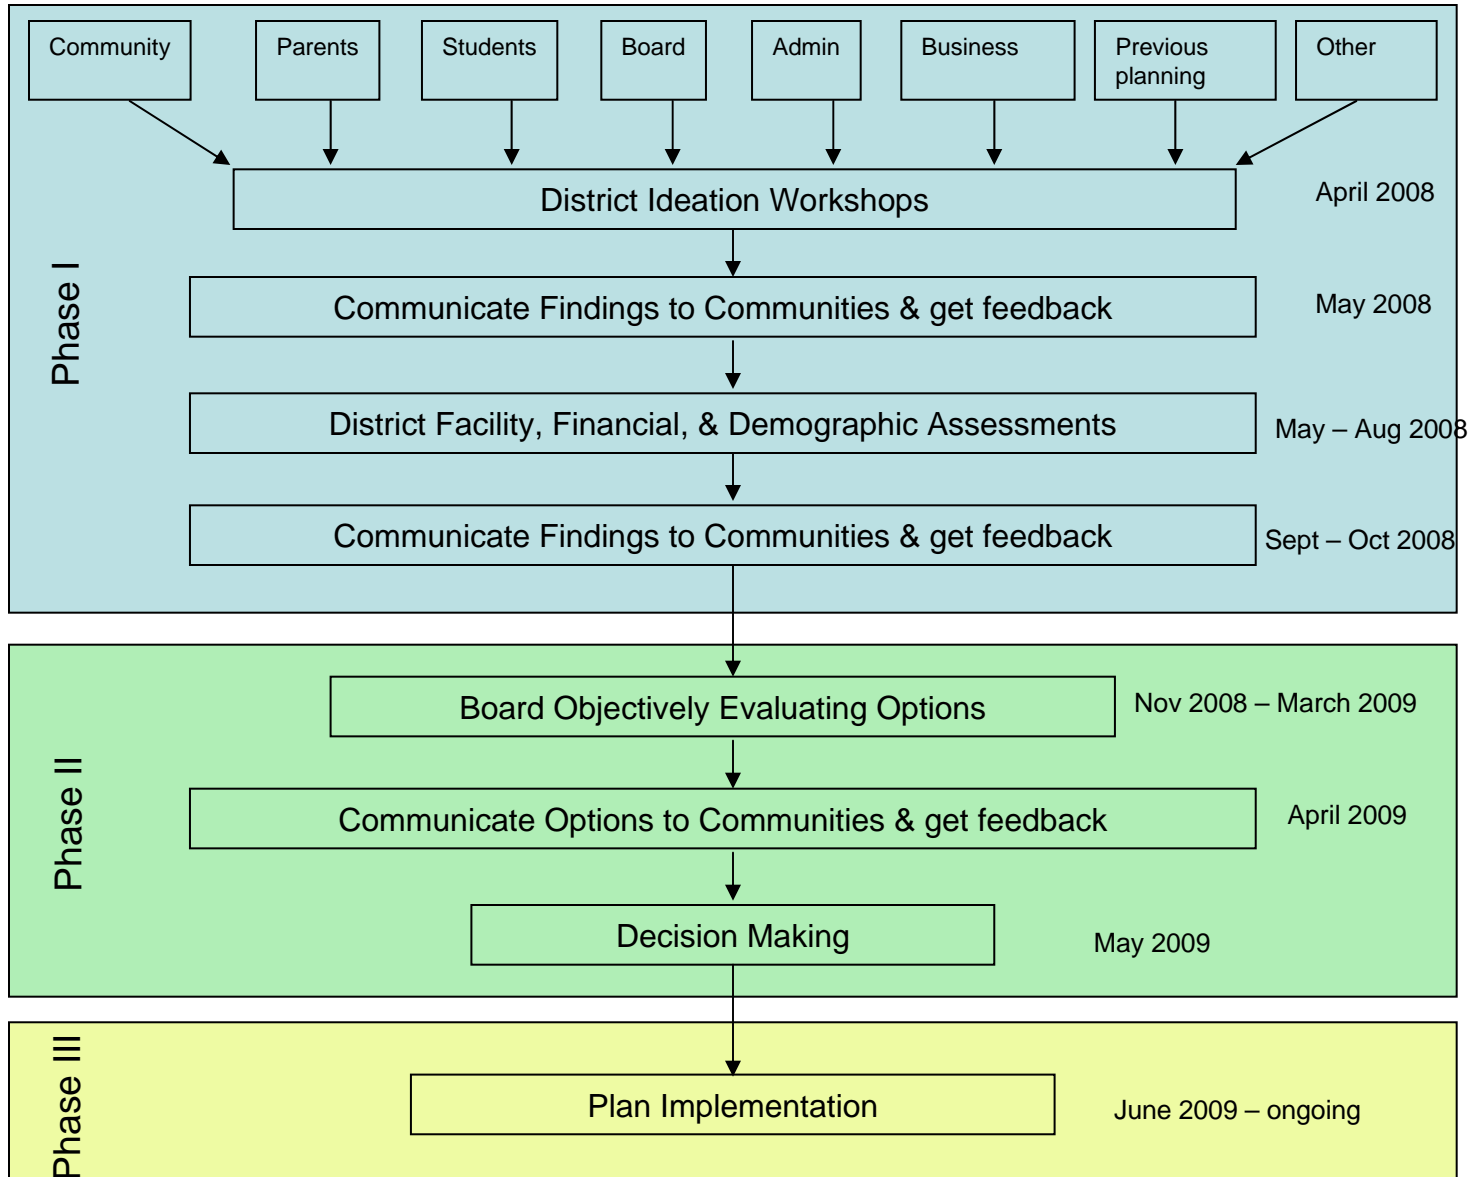 Community
Parents
Students
Board
Admin
Business
Previous
planning
Other
District Ideation Workshops
April 2008
Phase I
Communicate Findings to Communities & get feedback
May 2008
District Facility, Financial, & Demographic Assessments
May – Aug 2008
Communicate Findings to Communities & get feedback
Sept – Oct 2008
Phase II
Board Objectively Evaluating Options
Nov 2008 – March 2009
Communicate Options to Communities & get feedback
April 2009
Decision Making
May 2009
Phase III
Plan Implementation
June 2009 – ongoing